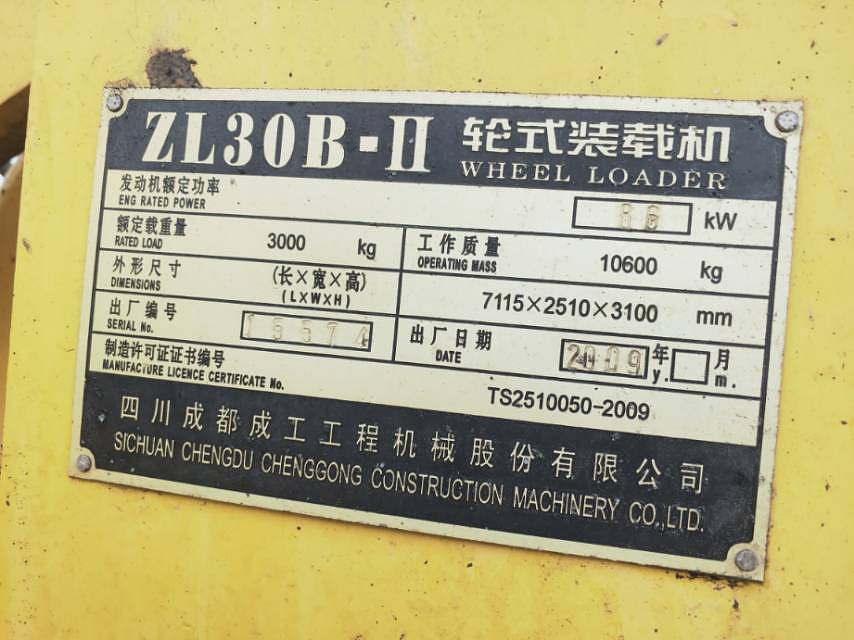 ZL30B-II 轮式装载机
WHEEL LOADER
发动机额定功率 86 kW
ENG RATED POWER
额定载重量 3000 kg 工作质量 10600 kg
RATED LOAD OPERATING MASS
外形尺寸 (长×宽×高) 7115×2510×3100 mm
DIMENSIONS (L×W×H)
出厂编号 15574 出厂日期 2009 年 月
SERIAL No. DATE y. m.
制造许可证证书编号 TS2510050-2009
MANUFACTURE LICENCE CERTIFICATE No.
四川成都成工工程机械股份有限公司
SICHUAN CHENGDU CHENGGONG CONSTRUCTION MACHINERY CO.,LTD.